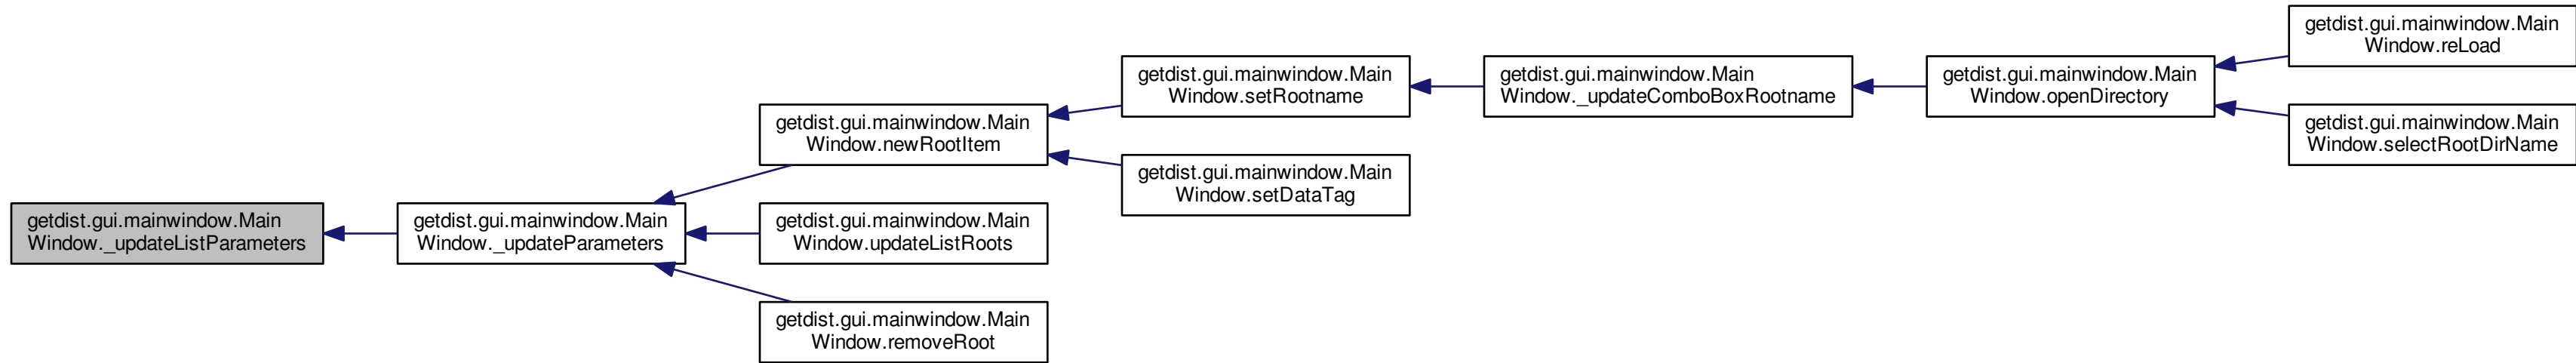 getdist.gui.mainwindow.Main
Window._updateListParameters
getdist.gui.mainwindow.Main
Window._updateParameters
getdist.gui.mainwindow.Main
Window.newRootItem
getdist.gui.mainwindow.Main
Window.updateListRoots
getdist.gui.mainwindow.Main
Window.removeRoot
getdist.gui.mainwindow.Main
Window.setRootname
getdist.gui.mainwindow.Main
Window.setDataTag
getdist.gui.mainwindow.Main
Window._updateComboBoxRootname
getdist.gui.mainwindow.Main
Window.openDirectory
getdist.gui.mainwindow.Main
Window.reLoad
getdist.gui.mainwindow.Main
Window.selectRootDirName